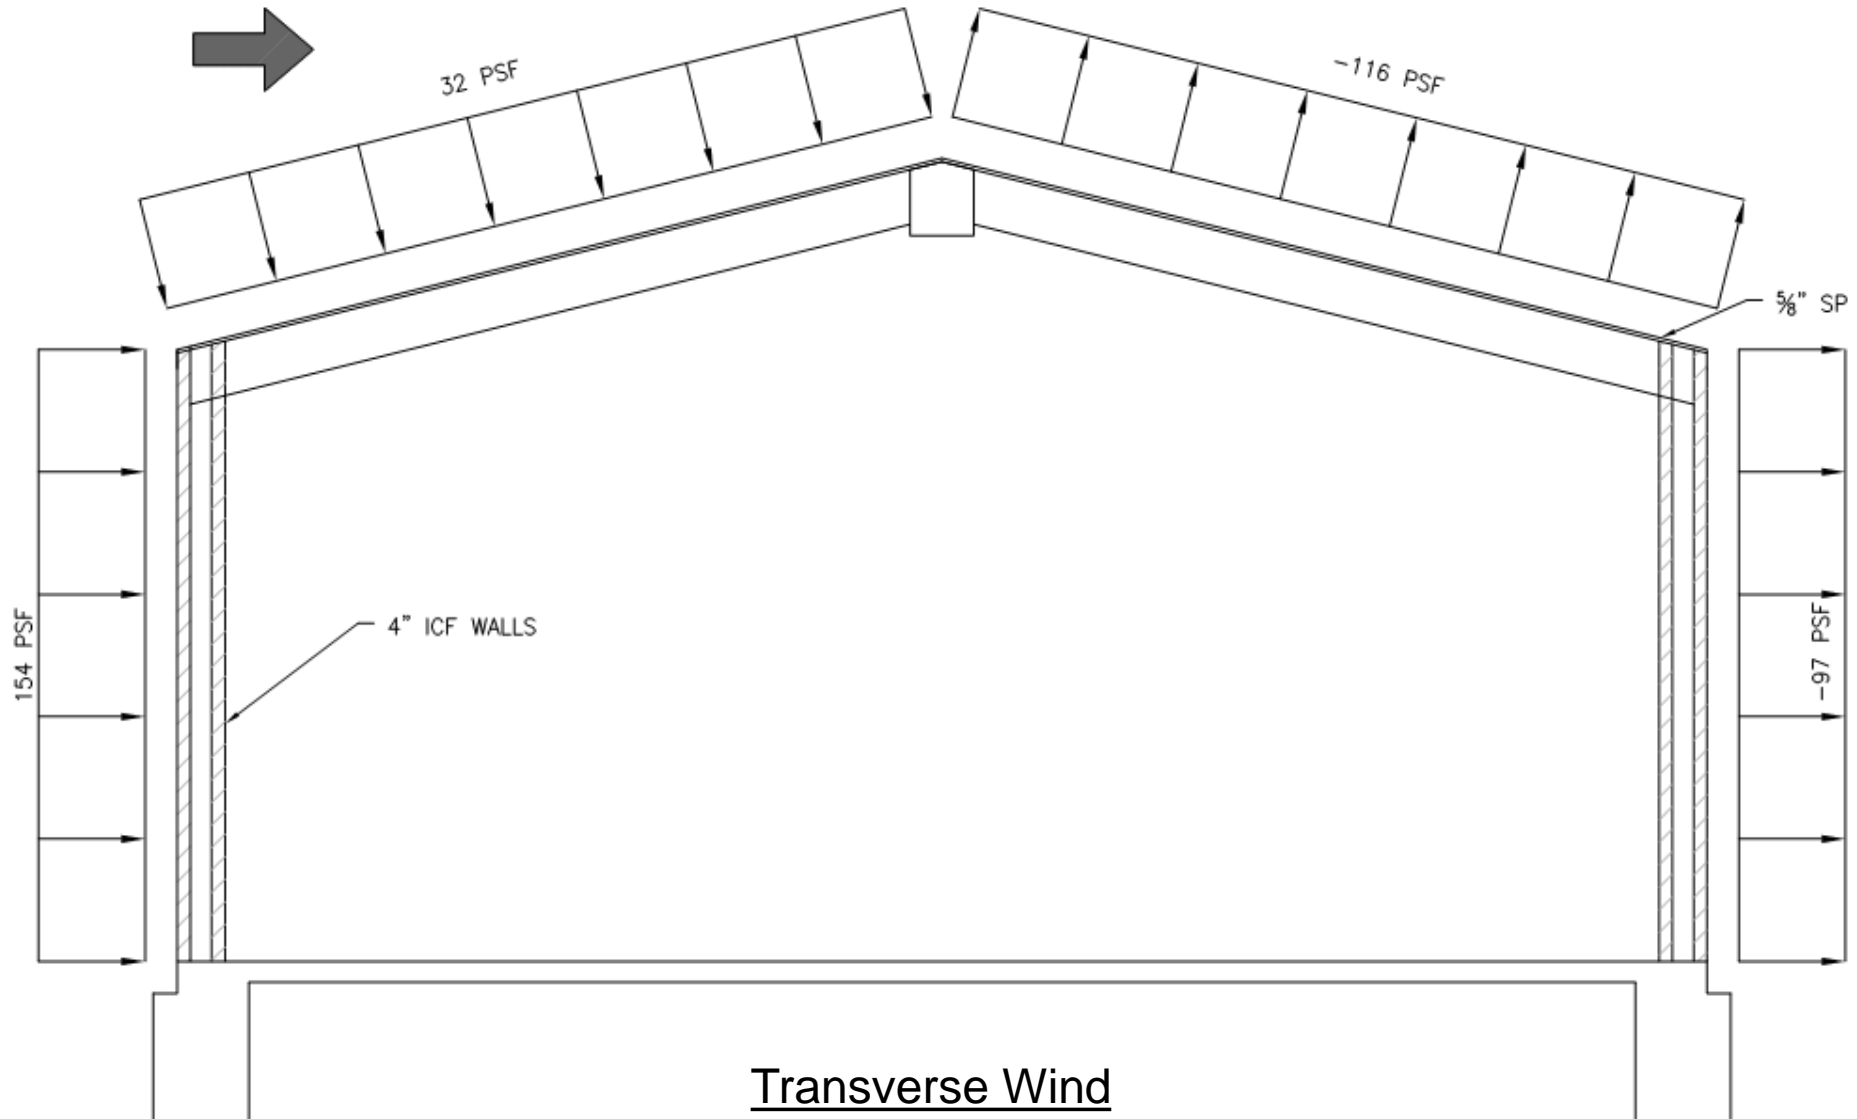 32 PSF
-116 PSF
⅝" SP
154 PSF
4" ICF WALLS
-97 PSF
Transverse Wind